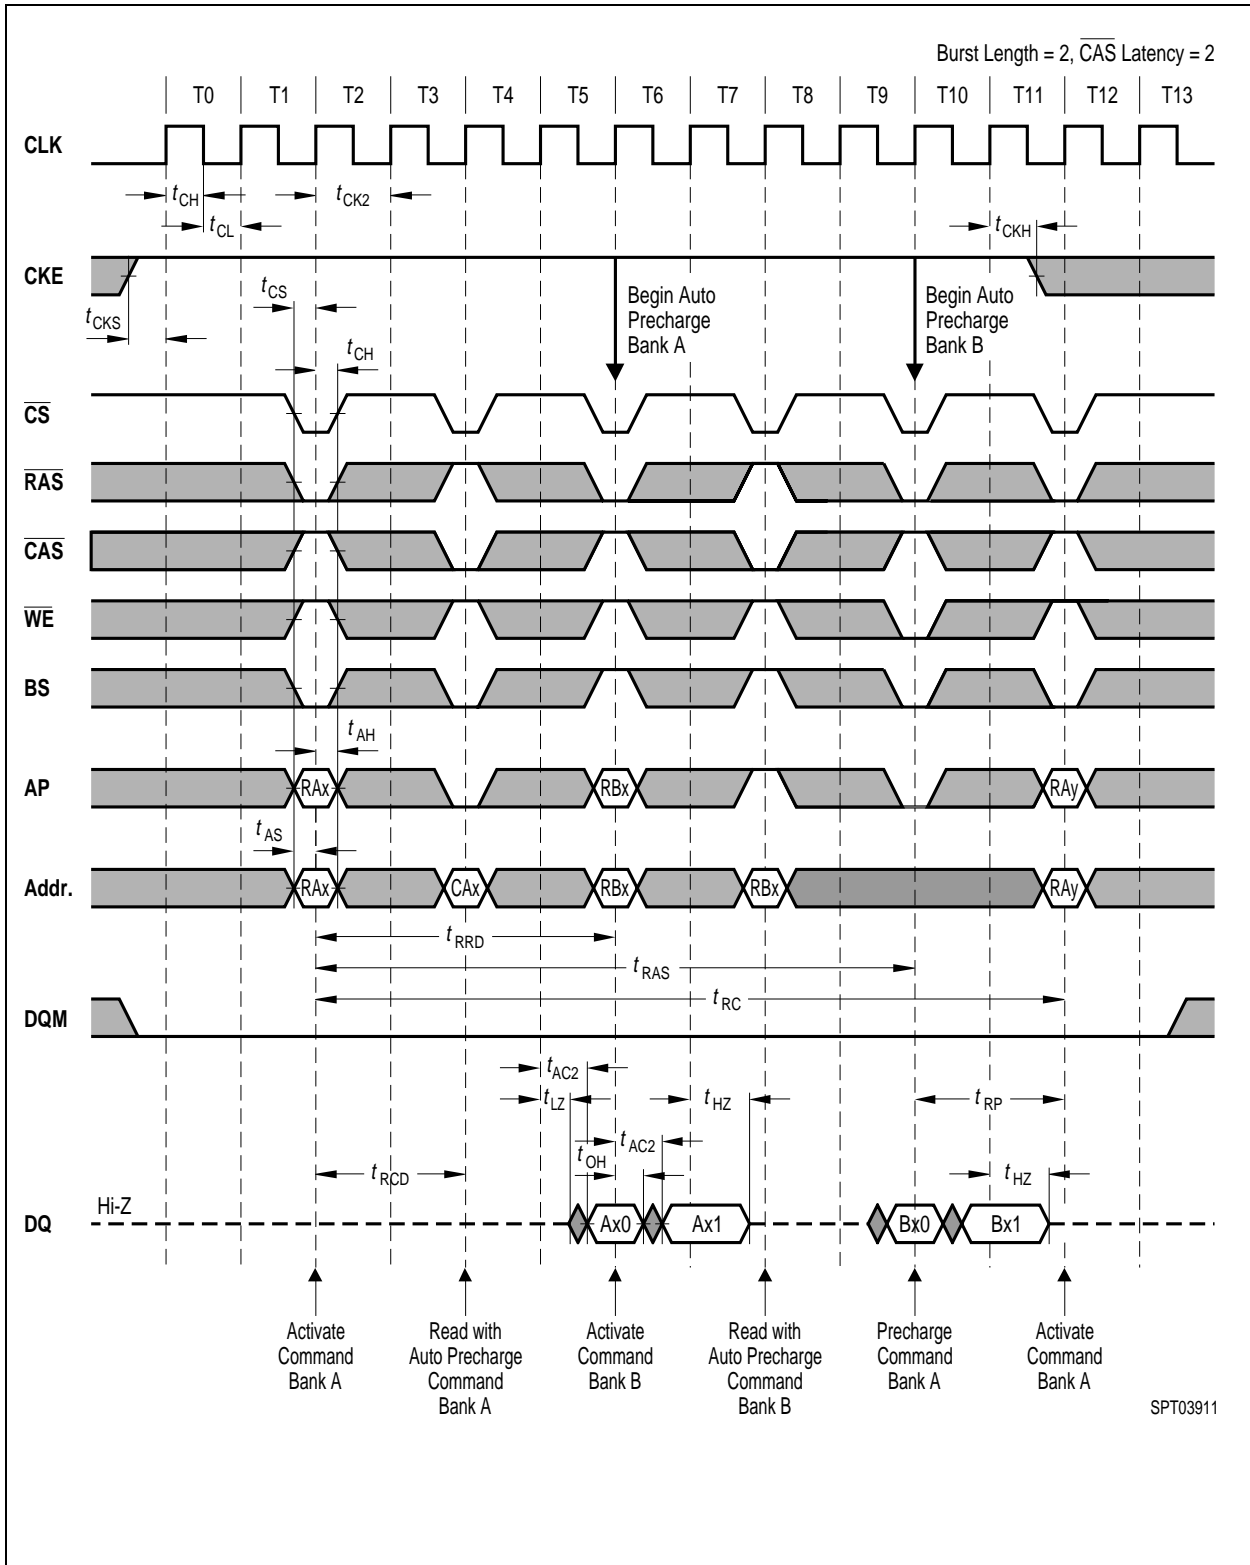 Burst Length = 2, CAS Latency = 2
T0 T1 T2 T3 T4 T5 T6 T7 T8 T9 T10 T11 T12 T13
CLK
tCH tCK2
tCL tCKH
CKE
tCS
tCKS
Begin Auto
Precharge
Bank A
Begin Auto
Precharge
Bank B
tCH
CS
RAS
CAS
WE
BS
tAH
AP RAx RBx RAy
tAS
Addr. RAx CAx RBx RBx RAy
tRRD
tRAS
tRC
DQM
tAC2
tLZ tHZ tRP
tAC2
tOH
tRCD tHZ
Hi-Z
DQ Ax0 Ax1 Bx0 Bx1
Activate
Command
Bank A
Read with
Auto Precharge
Command
Bank A
Activate
Command
Bank B
Read with
Auto Precharge
Command
Bank B
Precharge
Command
Bank A
Activate
Command
Bank A
SPT03911